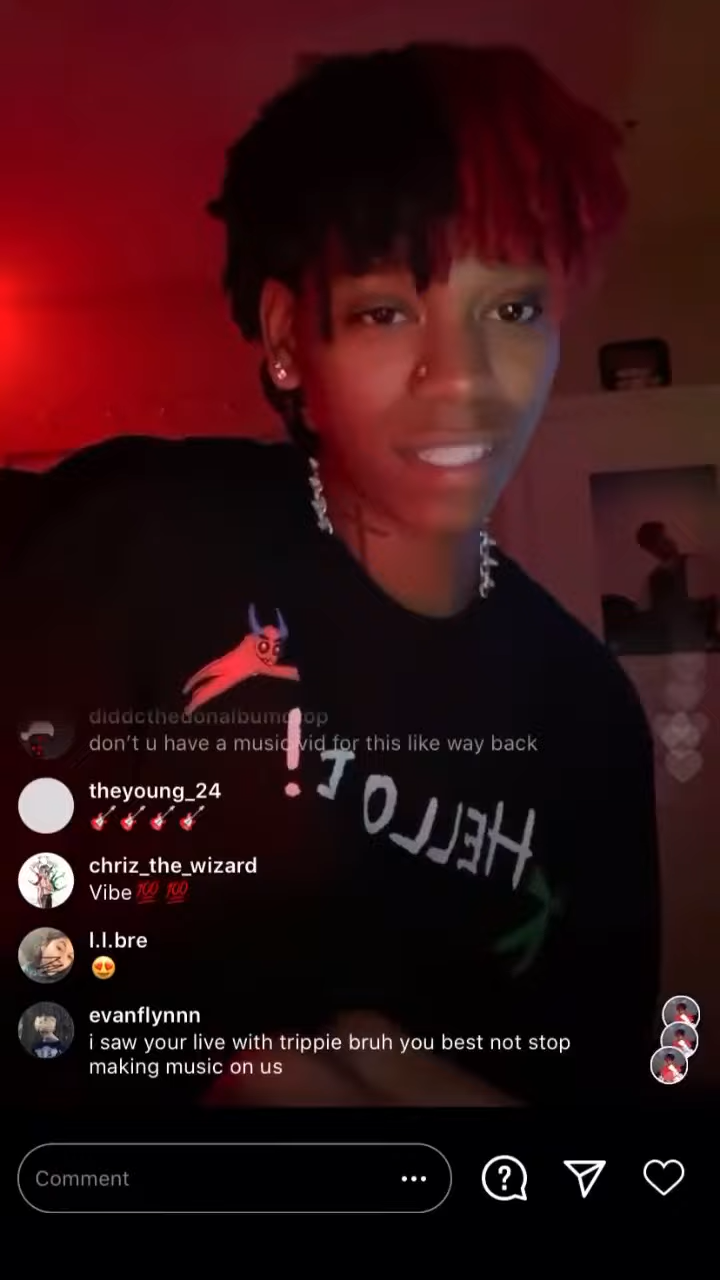 diddcthedonalbumdrop
don’t u have a music vid for this like way back
HELLO I
!
theyoung_24
🎸🎸🎸🎸
chriz_the_wizard
Vibe💯 💯
l.l.bre
😍
evanflynnn
i saw your live with trippie bruh you best not stop
making music on us
Comment